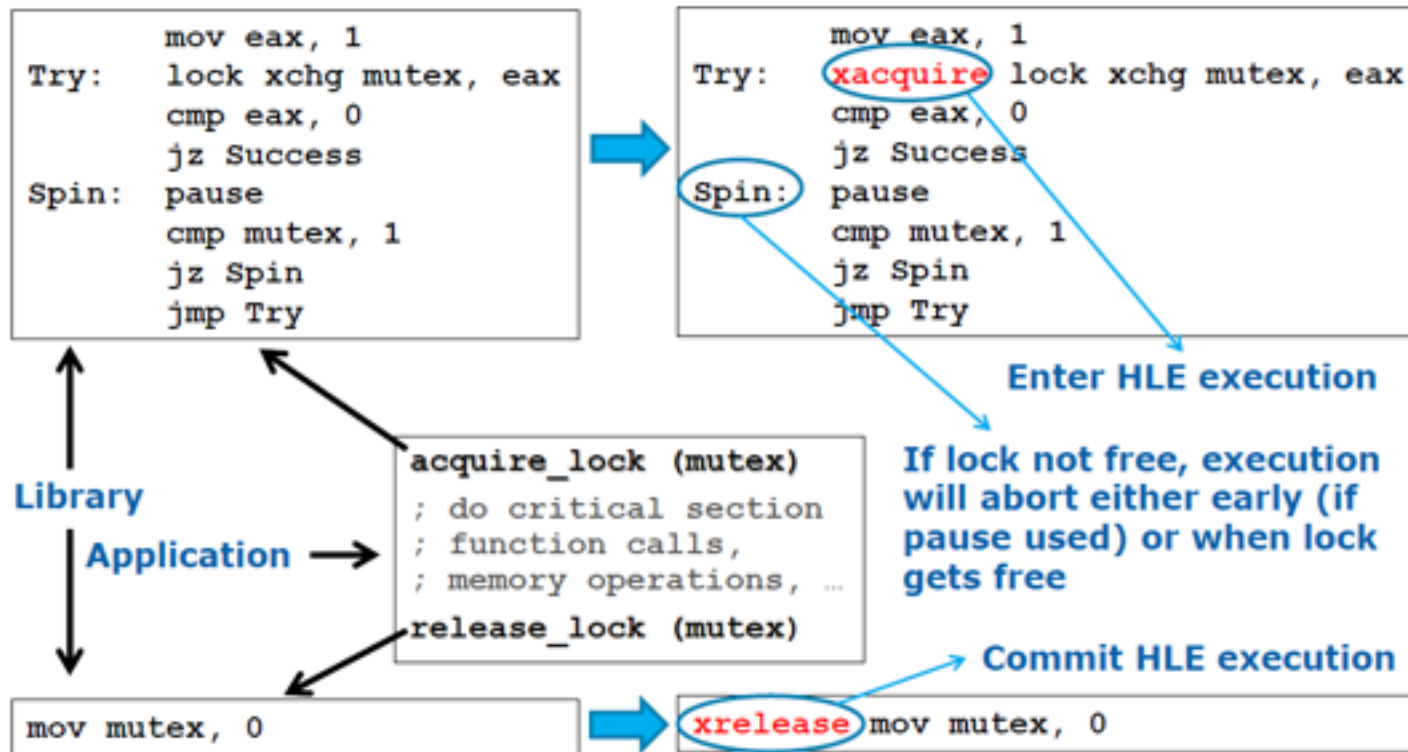 mov eax, 1
Try: lock xchg mutex, eax
cmp eax, 0
jz Success
Spin: pause
cmp mutex, 1
jz Spin
jmp Try
mov eax, 1
Try: xacquire lock xchg mutex, eax
cmp eax, 0
jz Success
Spin: pause
cmp mutex, 1
jz Spin
jmp Try
Enter HLE execution
If lock not free, execution
will abort either early (if
pause used) or when lock
gets free
Library
Application
acquire_lock (mutex)
; do critical section
; function calls,
; memory operations, …
release_lock (mutex)
Commit HLE execution
mov mutex, 0
xrelease mov mutex, 0